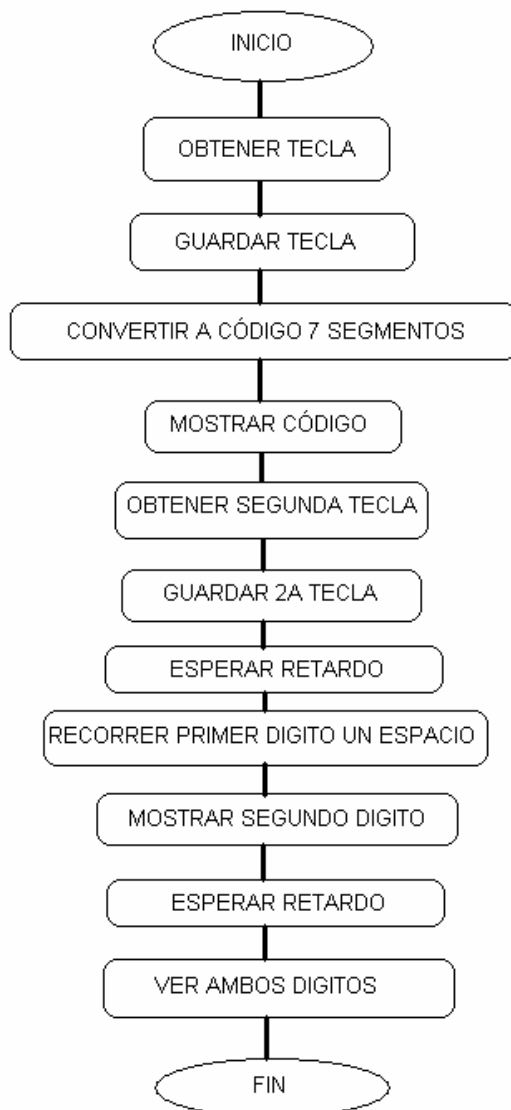 INICIO
OBTENER TECLA
GUARDAR TECLA
CONVERTIR A CÓDIGO 7 SEGMENTOS
MOSTRAR CÓDIGO
OBTENER SEGUNDA TECLA
GUARDAR 2A TECLA
ESPERAR RETARDO
RECORRER PRIMER DIGITO UN ESPACIO
MOSTRAR SEGUNDO DIGITO
ESPERAR RETARDO
VER AMBOS DIGITOS
FIN